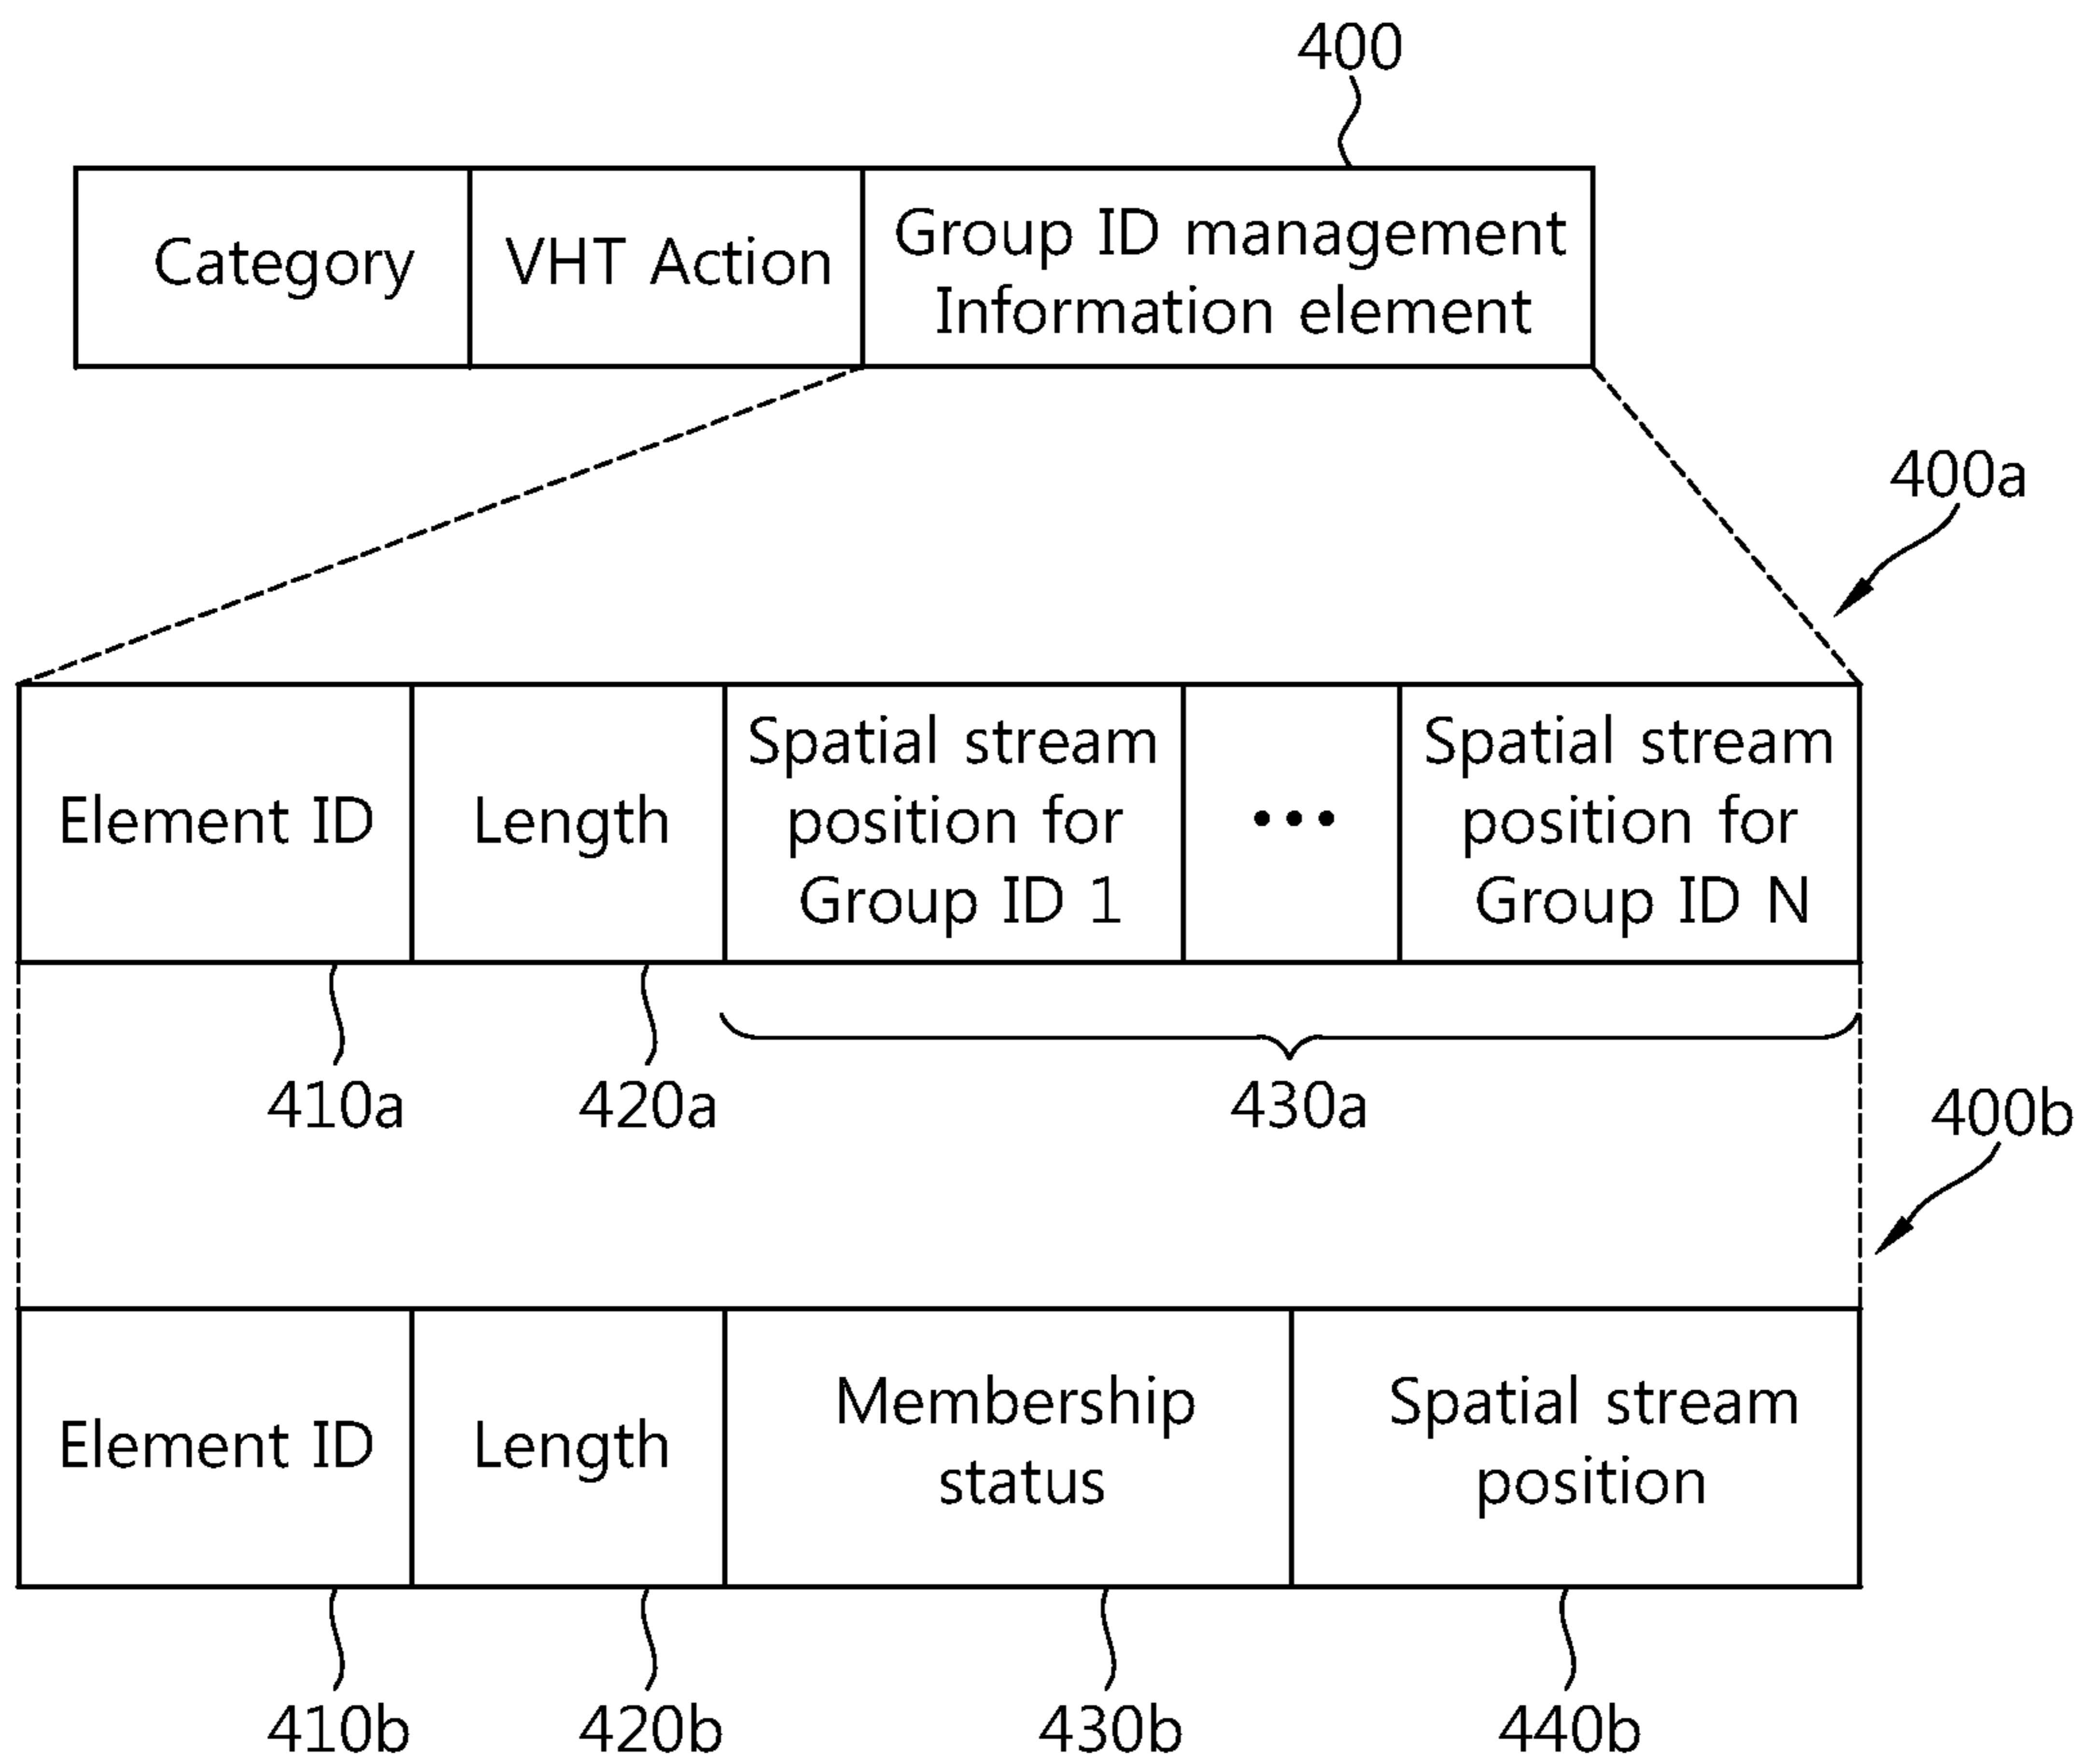 400
Category
VHT Action
Group ID management
Information element
400a
Element ID
Length
Spatial stream
position for
Group ID 1
•••
Spatial stream
position for
Group ID N
410a
420a
430a
400b
Element ID
Length
Membership
status
Spatial stream
position
410b
420b
430b
440b